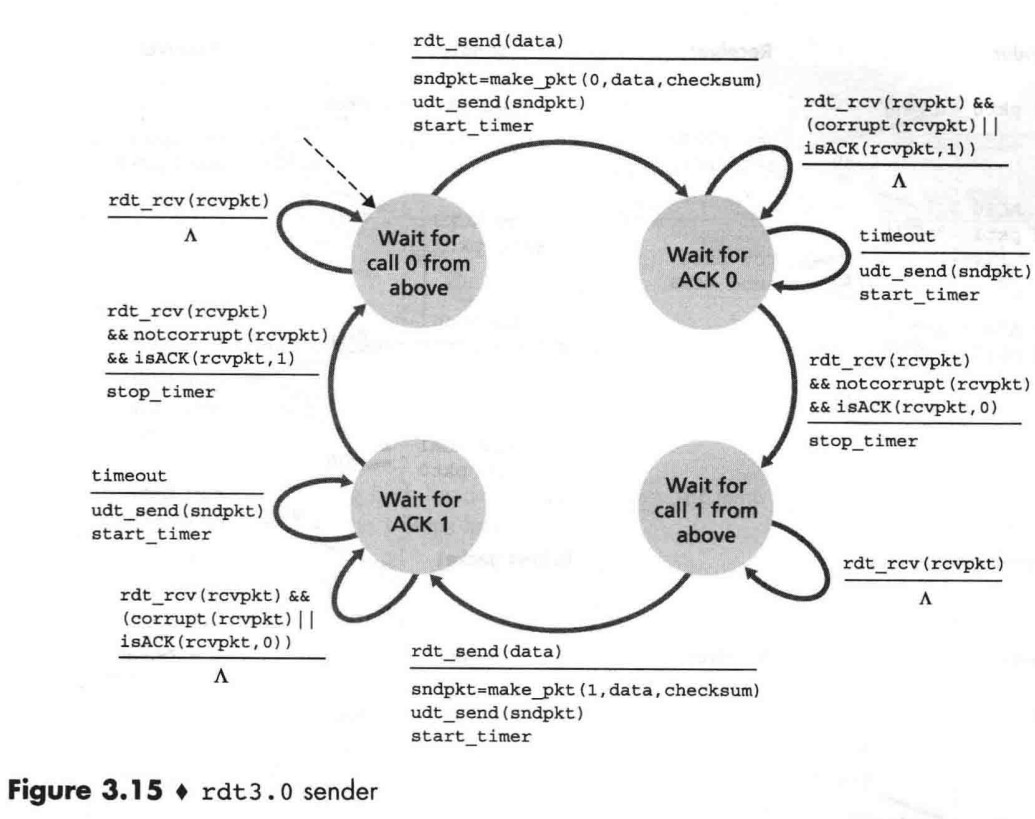 rdt_send(data)
sndpkt=make_pkt(0,data,checksum)
udt_send(sndpkt)
start_timer
rdt_rcv(rcvpkt) &&
(corrupt(rcvpkt)||
isACK(rcvpkt,1))
Λ
rdt_rcv(rcvpkt)
Λ
Wait for
call 0 from
above
Wait for
ACK 0
timeout
udt_send(sndpkt)
start_timer
rdt_rcv(rcvpkt)
&& notcorrupt(rcvpkt)
&& isACK(rcvpkt,1)
stop_timer
rdt_rcv(rcvpkt)
&& notcorrupt(rcvpkt)
&& isACK(rcvpkt,0)
stop_timer
timeout
udt_send(sndpkt)
start_timer
Wait for
ACK 1
Wait for
call 1 from
above
rdt_rcv(rcvpkt)
Λ
rdt_rcv(rcvpkt) &&
(corrupt(rcvpkt)||
isACK(rcvpkt,0))
Λ
rdt_send(data)
sndpkt=make_pkt(1,data,checksum)
udt_send(sndpkt)
start_timer
Figure 3.15 ♦ rdt3.0 sender